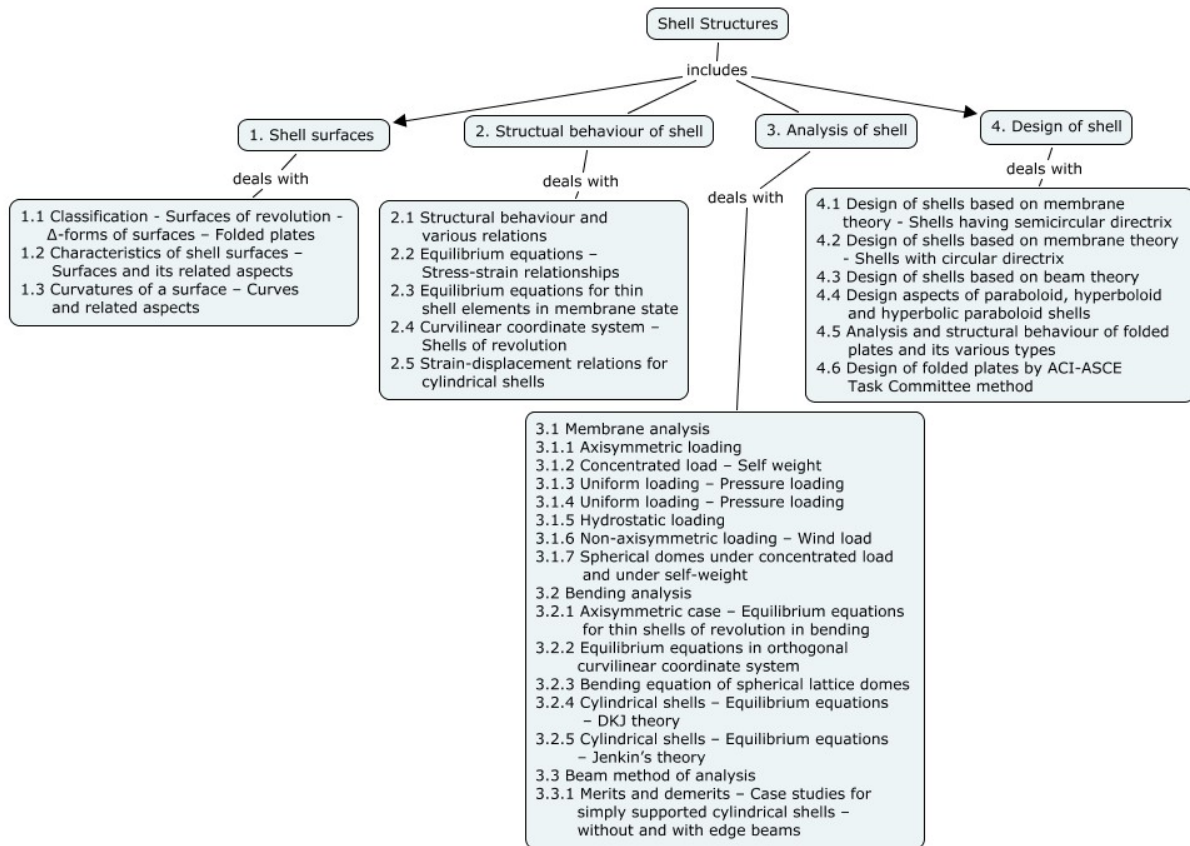 Shell Structures
includes
1. Shell surfaces
2. Structual behaviour of shell
3. Analysis of shell
4. Design of shell
deals with
deals with
deals with
deals with
1.1 Classification - Surfaces of revolution -
Δ-forms of surfaces – Folded plates
1.2 Characteristics of shell surfaces –
Surfaces and its related aspects
1.3 Curvatures of a surface – Curves
and related aspects
2.1 Structural behaviour and
various relations
2.2 Equilibrium equations –
Stress-strain relationships
2.3 Equilibrium equations for thin
shell elements in membrane state
2.4 Curvilinear coordinate system –
Shells of revolution
2.5 Strain-displacement relations for
cylindrical shells
3.1 Membrane analysis
3.1.1 Axisymmetric loading
3.1.2 Concentrated load – Self weight
3.1.3 Uniform loading – Pressure loading
3.1.4 Uniform loading – Pressure loading
3.1.5 Hydrostatic loading
3.1.6 Non-axisymmetric loading – Wind load
3.1.7 Spherical domes under concentrated load
and under self-weight
3.2 Bending analysis
3.2.1 Axisymmetric case – Equilibrium equations
for thin shells of revolution in bending
3.2.2 Equilibrium equations in orthogonal
curvilinear coordinate system
3.2.3 Bending equation of spherical lattice domes
3.2.4 Cylindrical shells – Equilibrium equations
– DKJ theory
3.2.5 Cylindrical shells – Equilibrium equations
– Jenkin's theory
3.3 Beam method of analysis
3.3.1 Merits and demerits – Case studies for
simply supported cylindrical shells –
without and with edge beams
4.1 Design of shells based on membrane
theory - Shells having semicircular directrix
4.2 Design of shells based on membrane theory
- Shells with circular directrix
4.3 Design of shells based on beam theory
4.4 Design aspects of paraboloid, hyperboloid
and hyperbolic paraboloid shells
4.5 Analysis and structural behaviour of folded
plates and its various types
4.6 Design of folded plates by ACI-ASCE
Task Committee method